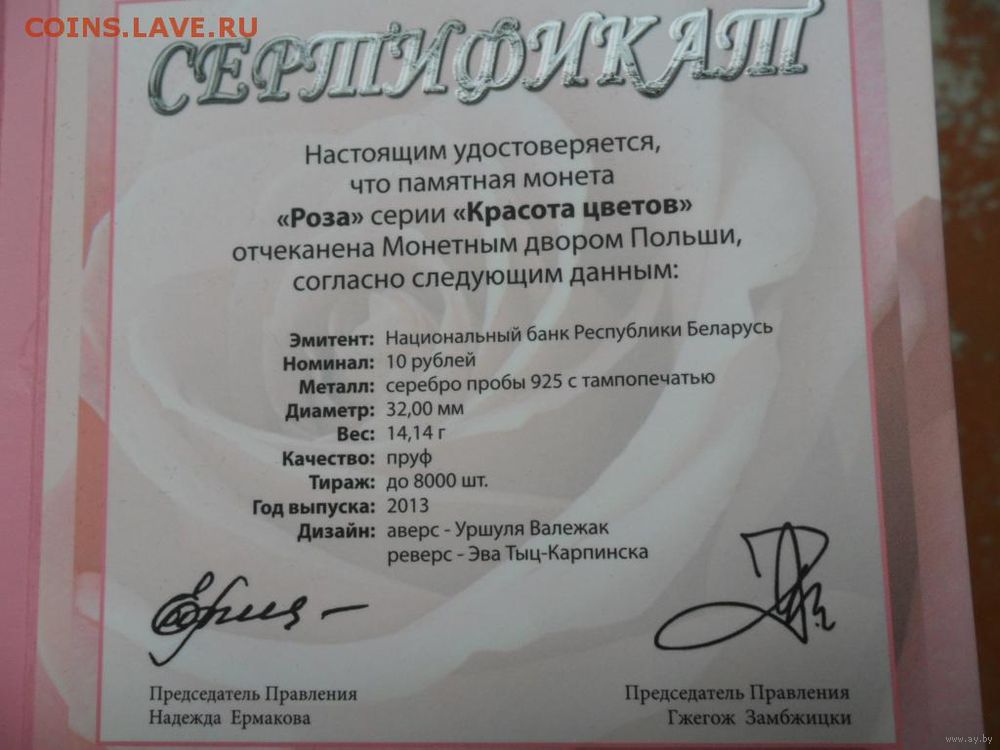 COINS.LAVE.RU
СЕРТИФИКАТ
Настоящим удостоверяется,
что памятная монета
«Роза» серии «Красота цветов»
отчеканена Монетным двором Польши,
согласно следующим данным:
Эмитент: Национальный банк Республики Беларусь
Номинал: 10 рублей
Металл: серебро пробы 925 с тампопечатью
Диаметр: 32,00 мм
Вес: 14,14 г
Качество: пруф
Тираж: до 8000 шт.
Год выпуска: 2013
Дизайн: аверс - Уршуля Валежак
реверс - Эва Тыц-Карпинска
Председатель Правления
Надежда Ермакова
Председатель Правления
Гжегож Замбжицки
www.ay.by